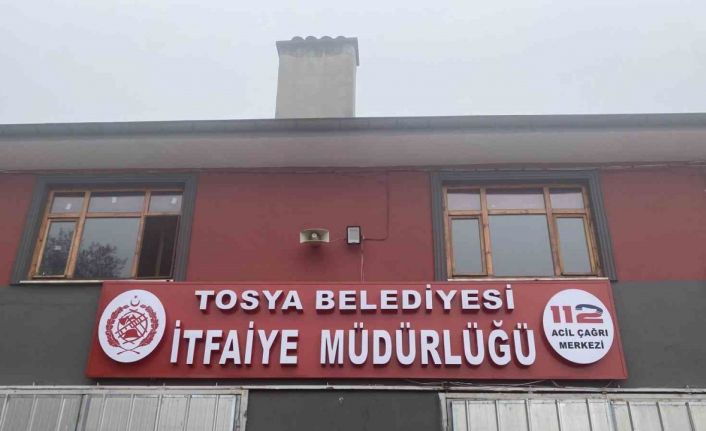 TOSYA BELEDİYESİ
İTFAİYE MÜDÜRLÜĞÜ
112
ACİL ÇAĞRI
MERKEZİ